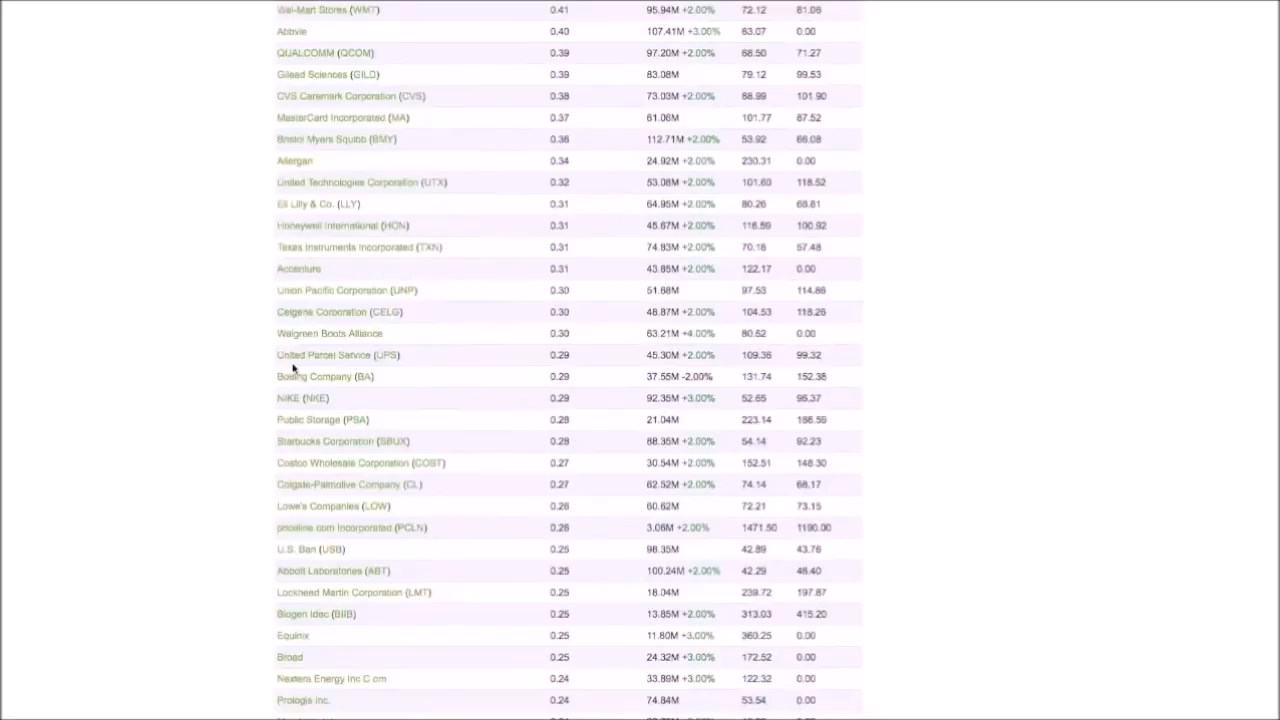 Wal-Mart Stores (WMT) 0.41 95.94M +2.00% 72.12 81.06
Abbvie 0.40 107.41M +3.00% 63.07 0.00
QUALCOMM (QCOM) 0.39 97.20M +2.00% 68.50 71.27
Gilead Sciences (GILD) 0.39 83.08M 79.12 99.53
CVS Caremark Corporation (CVS) 0.38 73.03M +2.00% 88.99 101.90
MasterCard Incorporated (MA) 0.37 61.06M 101.77 87.52
Bristol Myers Squibb (BMY) 0.36 112.71M +2.00% 53.92 66.08
Allergan 0.34 24.92M +2.00% 230.31 0.00
United Technologies Corporation (UTX) 0.32 53.08M +2.00% 101.60 118.52
Eli Lilly & Co. (LLY) 0.31 64.95M +2.00% 80.26 68.81
Honeywell International (HON) 0.31 45.67M +2.00% 116.59 100.92
Texas Instruments Incorporated (TXN) 0.31 74.83M +2.00% 70.18 57.48
Accenture 0.31 43.85M +2.00% 122.17 0.00
Union Pacific Corporation (UNP) 0.30 51.68M 97.53 114.86
Celgene Corporation (CELG) 0.30 48.87M +2.00% 104.53 118.26
Walgreen Boots Alliance 0.30 63.21M +4.00% 80.52 0.00
United Parcel Service (UPS) 0.29 45.30M +2.00% 109.36 99.32
Boeing Company (BA) 0.29 37.55M -2.00% 131.74 152.38
NIKE (NKE) 0.29 92.35M +3.00% 52.65 95.37
Public Storage (PSA) 0.28 21.04M 223.14 186.59
Starbucks Corporation (SBUX) 0.28 88.35M +2.00% 54.14 92.23
Costco Wholesale Corporation (COST) 0.27 30.54M +2.00% 152.51 148.30
Colgate-Palmolive Company (CL) 0.27 62.52M +2.00% 74.14 68.17
Lowe's Companies (LOW) 0.26 60.62M 72.21 73.15
priceline.com Incorporated (PCLN) 0.26 3.06M +2.00% 1471.50 1190.00
U.S. Ban (USB) 0.25 98.35M 42.89 43.76
Abbott Laboratories (ABT) 0.25 100.24M +2.00% 42.29 46.40
Lockheed Martin Corporation (LMT) 0.25 18.04M 239.72 197.87
Biogen Idec (BIIB) 0.25 13.85M +2.00% 313.03 415.20
Equinix 0.25 11.80M +3.00% 360.25 0.00
Broad 0.25 24.32M +3.00% 172.52 0.00
Nextera Energy Inc C om 0.24 33.89M +3.00% 122.32 0.00
Prologis Inc. 0.24 74.84M 53.54 0.00